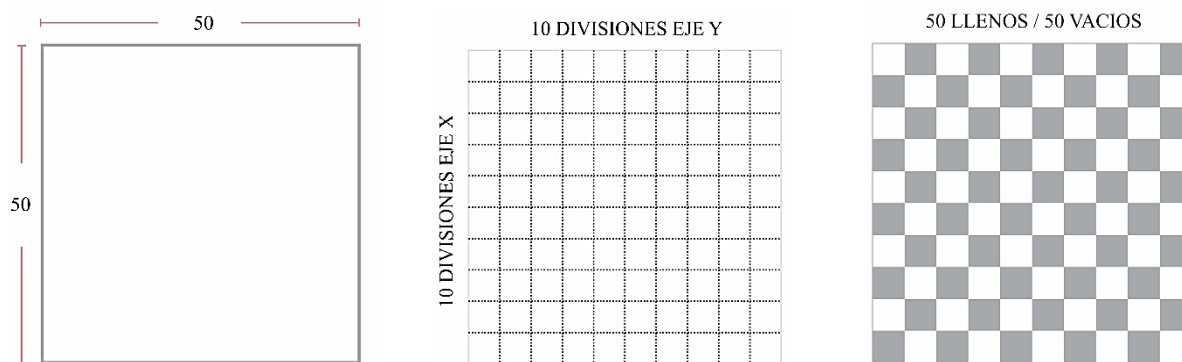 50
50
10 DIVISIONES EJE Y
10 DIVISIONES EJE X
50 LLENOS / 50 VACIOS